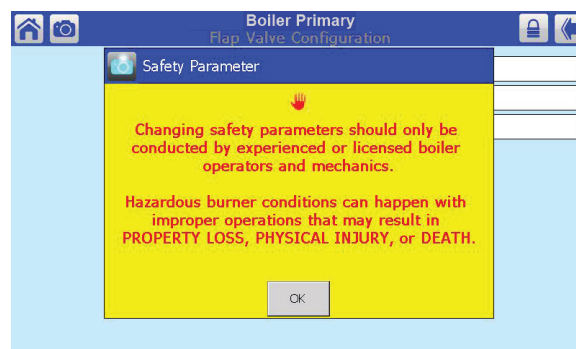 Boiler Primary
Flap Valve Configuration
Safety Parameter
Changing safety parameters should only be
conducted by experienced or licensed boiler
operators and mechanics.
Hazardous burner conditions can happen with
improper operations that may result in
PROPERTY LOSS, PHYSICAL INJURY, or DEATH.
OK